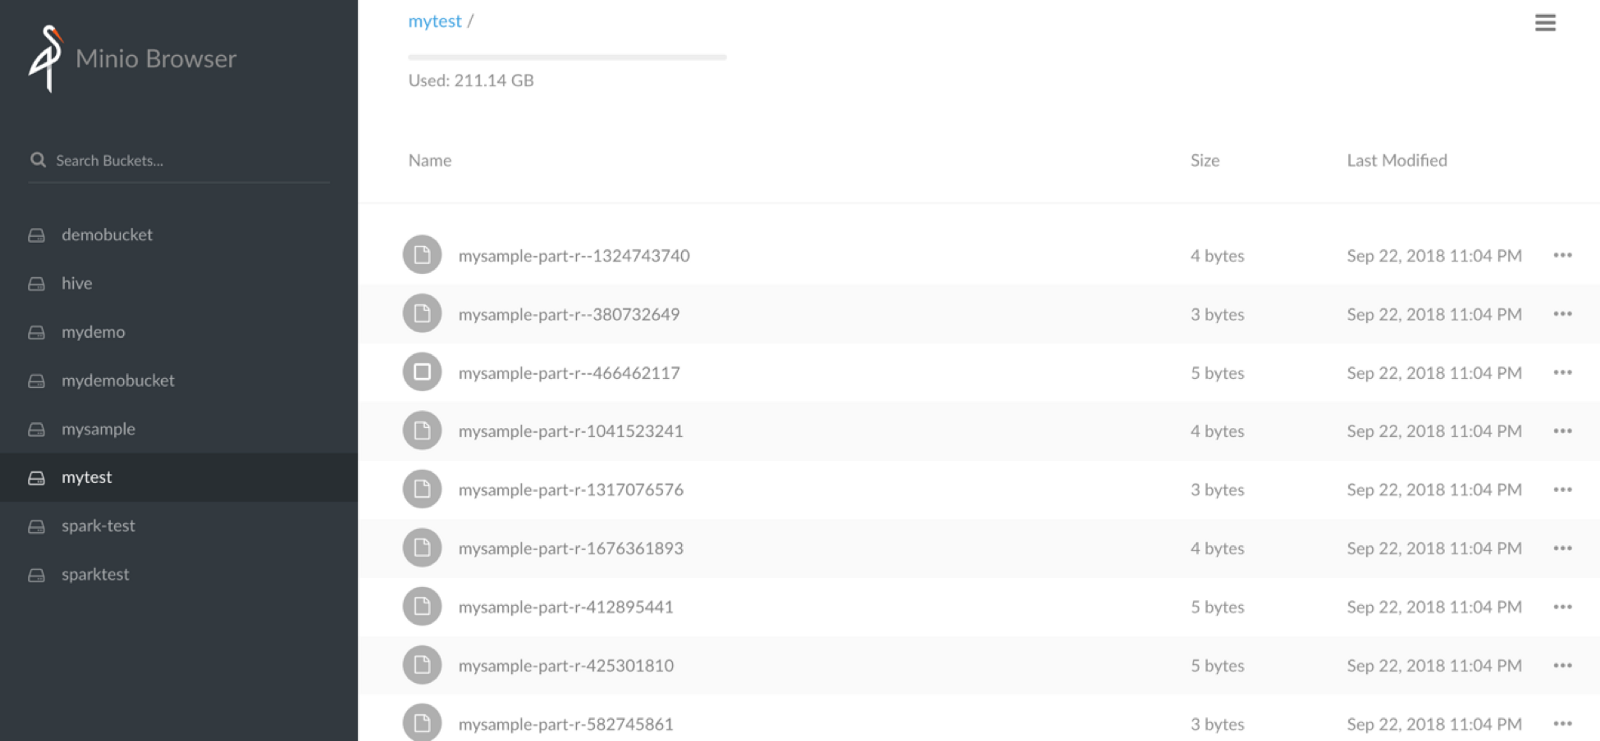 Minio Browser
Search Buckets...
demobucket
hive
mydemo
mydemobucket
mysample
mytest
spark-test
sparktest
mytest /
Used: 211.14 GB
Name Size Last Modified
mysample-part-r--1324743740 4 bytes Sep 22, 2018 11:04 PM
mysample-part-r--380732649 3 bytes Sep 22, 2018 11:04 PM
mysample-part-r--466462117 5 bytes Sep 22, 2018 11:04 PM
mysample-part-r-1041523241 4 bytes Sep 22, 2018 11:04 PM
mysample-part-r-1317076576 3 bytes Sep 22, 2018 11:04 PM
mysample-part-r-1676361893 4 bytes Sep 22, 2018 11:04 PM
mysample-part-r-412895441 5 bytes Sep 22, 2018 11:04 PM
mysample-part-r-425301810 5 bytes Sep 22, 2018 11:04 PM
mysample-part-r-582745861 3 bytes Sep 22, 2018 11:04 PM